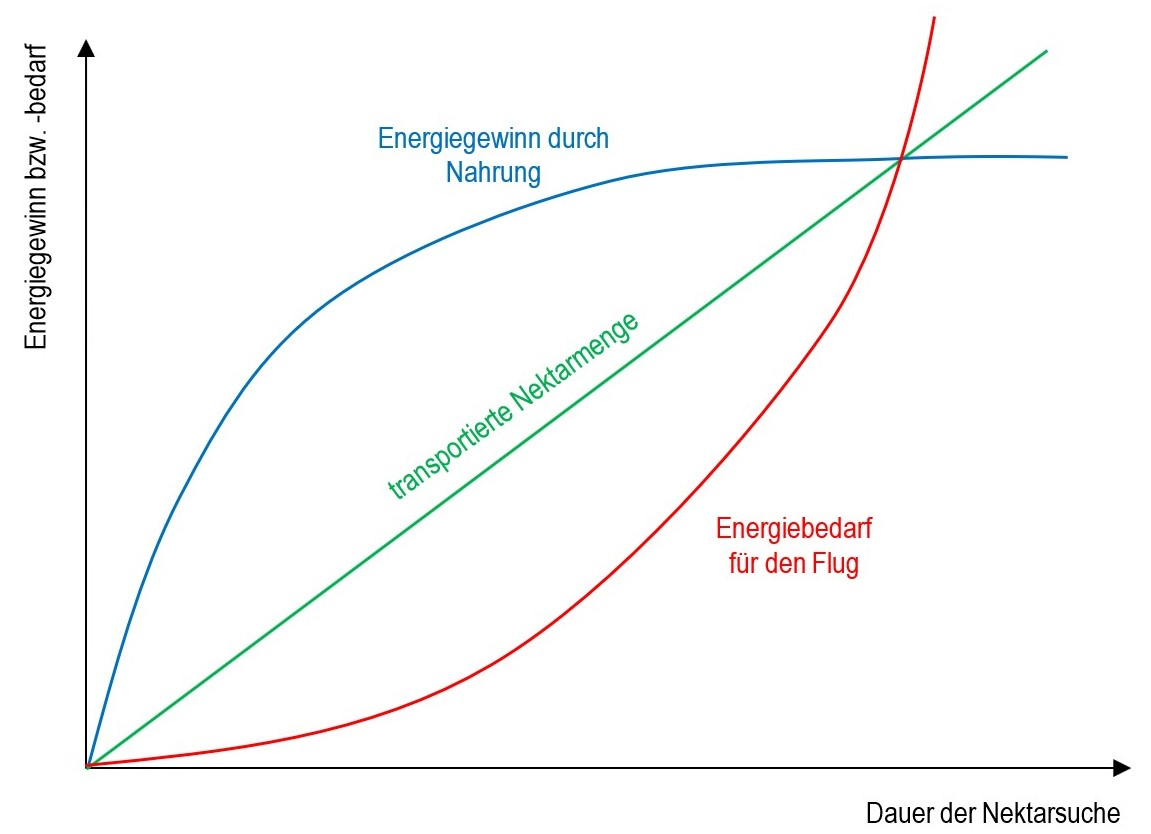 Energiegewinn bzw. -bedarf
Energiegewinn durch
Nahrung
transportierte Nektarmenge
Energiebedarf
für den Flug
Dauer der Nektarsuche